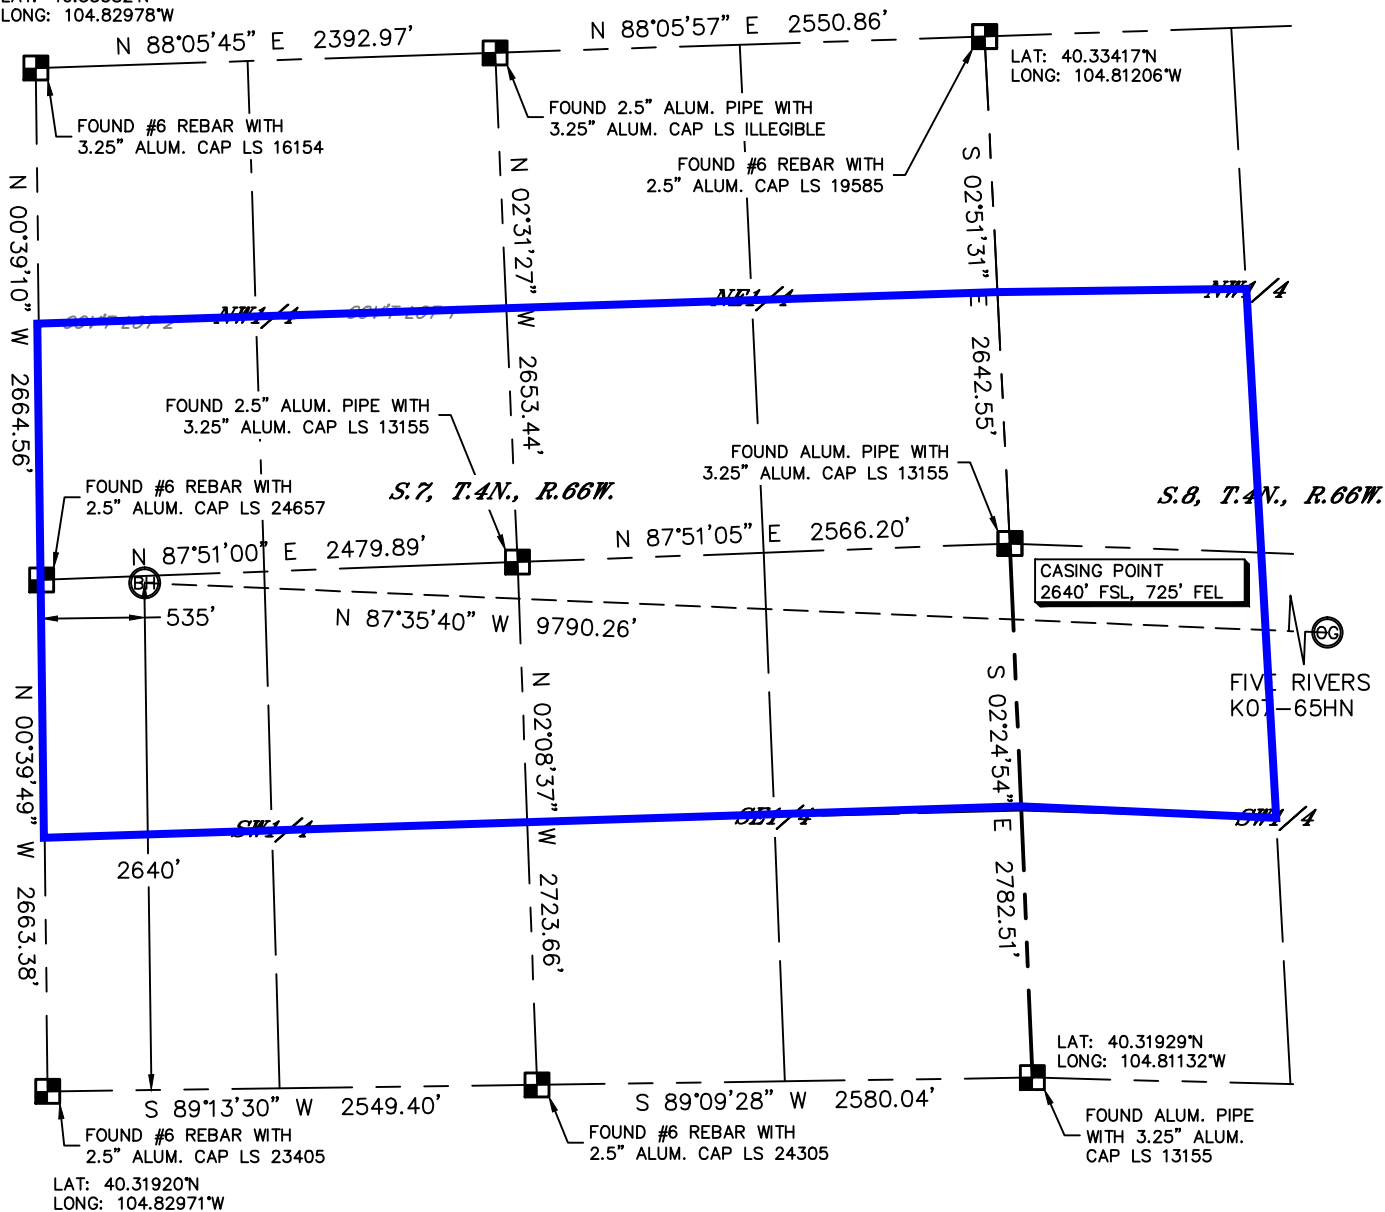 LONG: 104.82978°W
N 88°05'45" E 2392.97'
N 88°05'57" E 2550.86'
LAT: 40.33417°N
LONG: 104.81206°W
FOUND #6 REBAR WITH
3.25" ALUM. CAP LS 16154
FOUND 2.5" ALUM. PIPE WITH
3.25" ALUM. CAP LS ILLEGIBLE
FOUND #6 REBAR WITH
2.5" ALUM. CAP LS 19585
N 00°39'10" W 2664.56'
N 02°31'27" W 2653.44'
S 02°51'31" E 2642.55'
GOV'T LOT 2
NW1/4
GOV'T LOT 1
NE1/4
NW1/4
FOUND 2.5" ALUM. PIPE WITH
3.25" ALUM. CAP LS 13155
FOUND ALUM. PIPE WITH
3.25" ALUM. CAP LS 13155
FOUND #6 REBAR WITH
2.5" ALUM. CAP LS 24657
S.7, T.4N., R.66W.
S.8, T.4N., R.66W.
N 87°51'00" E 2479.89'
N 87°51'05" E 2566.20'
BH
CASING POINT
2640' FSL, 725' FEL
535'
N 87°35'40" W 9790.26'
OG
FIVE RIVERS
K07-65HN
N 00°39'49" W 2663.38'
N 02°08'37" W 2723.66'
S 02°24'54" E 2782.51'
SW1/4
SE1/4
SW1/4
2640'
LAT: 40.31929°N
LONG: 104.81132°W
S 89°13'30" W 2549.40'
S 89°09'28" W 2580.04'
FOUND #6 REBAR WITH
2.5" ALUM. CAP LS 23405
FOUND #6 REBAR WITH
2.5" ALUM. CAP LS 24305
FOUND ALUM. PIPE
WITH 3.25" ALUM.
CAP LS 13155
LAT: 40.31920°N
LONG: 104.82971°W